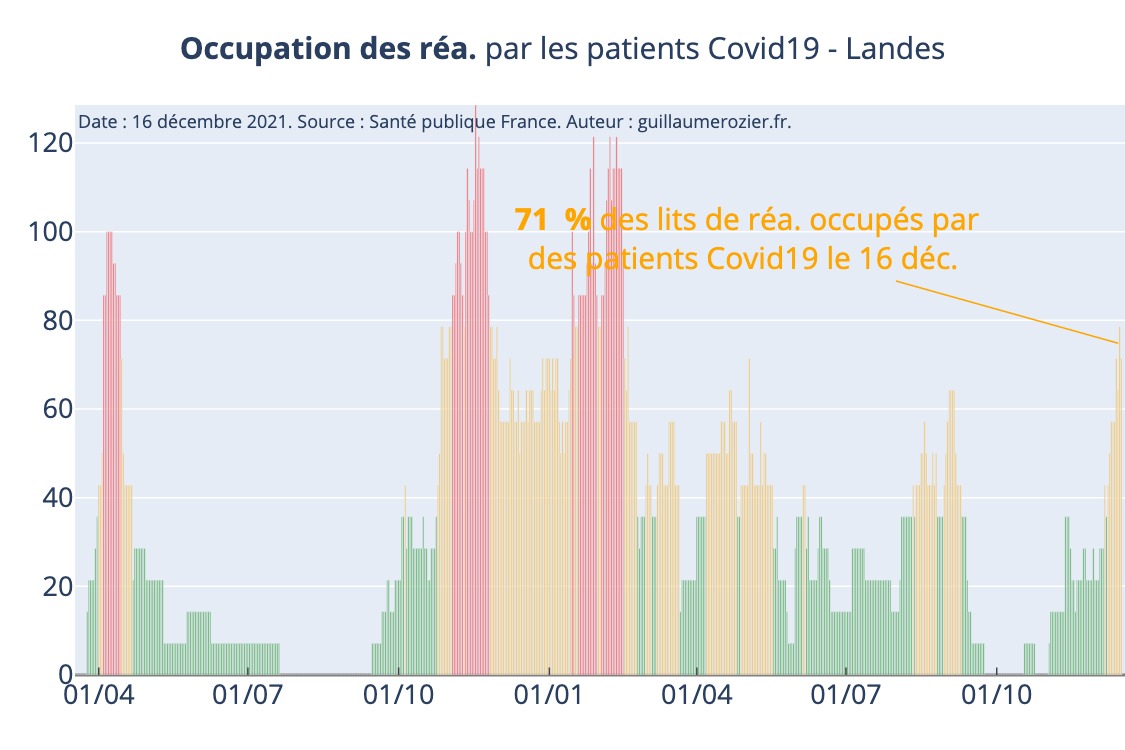 Occupation des réa. par les patients Covid19 - Landes
Date : 16 décembre 2021. Source : Santé publique France. Auteur : guillaumerozier.fr.
120
100
80
60
40
20
0
71 % des lits de réa. occupés par
des patients Covid19 le 16 déc.
01/04 01/07 01/10 01/01 01/04 01/07 01/10